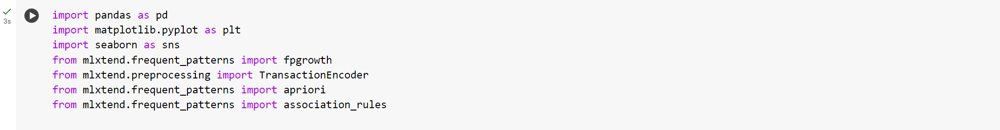 import pandas as pd
3s
import matplotlib.pyplot as plt
import seaborn as sns
from mlxtend.frequent_patterns import fpgrowth
from mlxtend.preprocessing import TransactionEncoder
from mlxtend.frequent_patterns import apriori
from mlxtend.frequent_patterns import association_rules